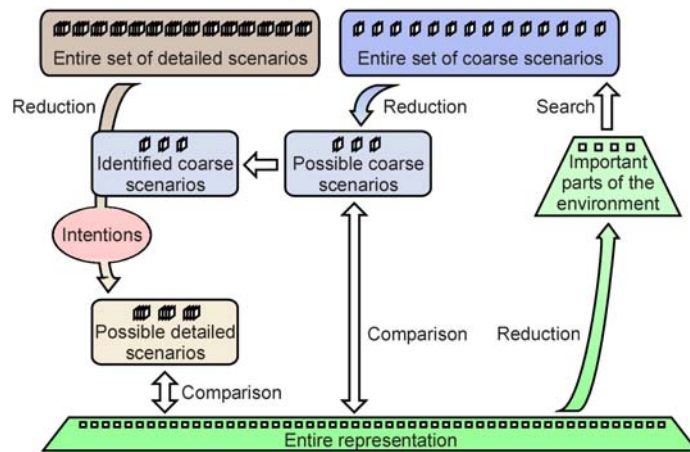 Entire set of detailed scenarios
Entire set of coarse scenarios
Reduction
Reduction
Search
Identified coarse
scenarios
Possible coarse
scenarios
Important
parts of the
environment
Intentions
Possible detailed
scenarios
Comparison
Reduction
Comparison
Entire representation